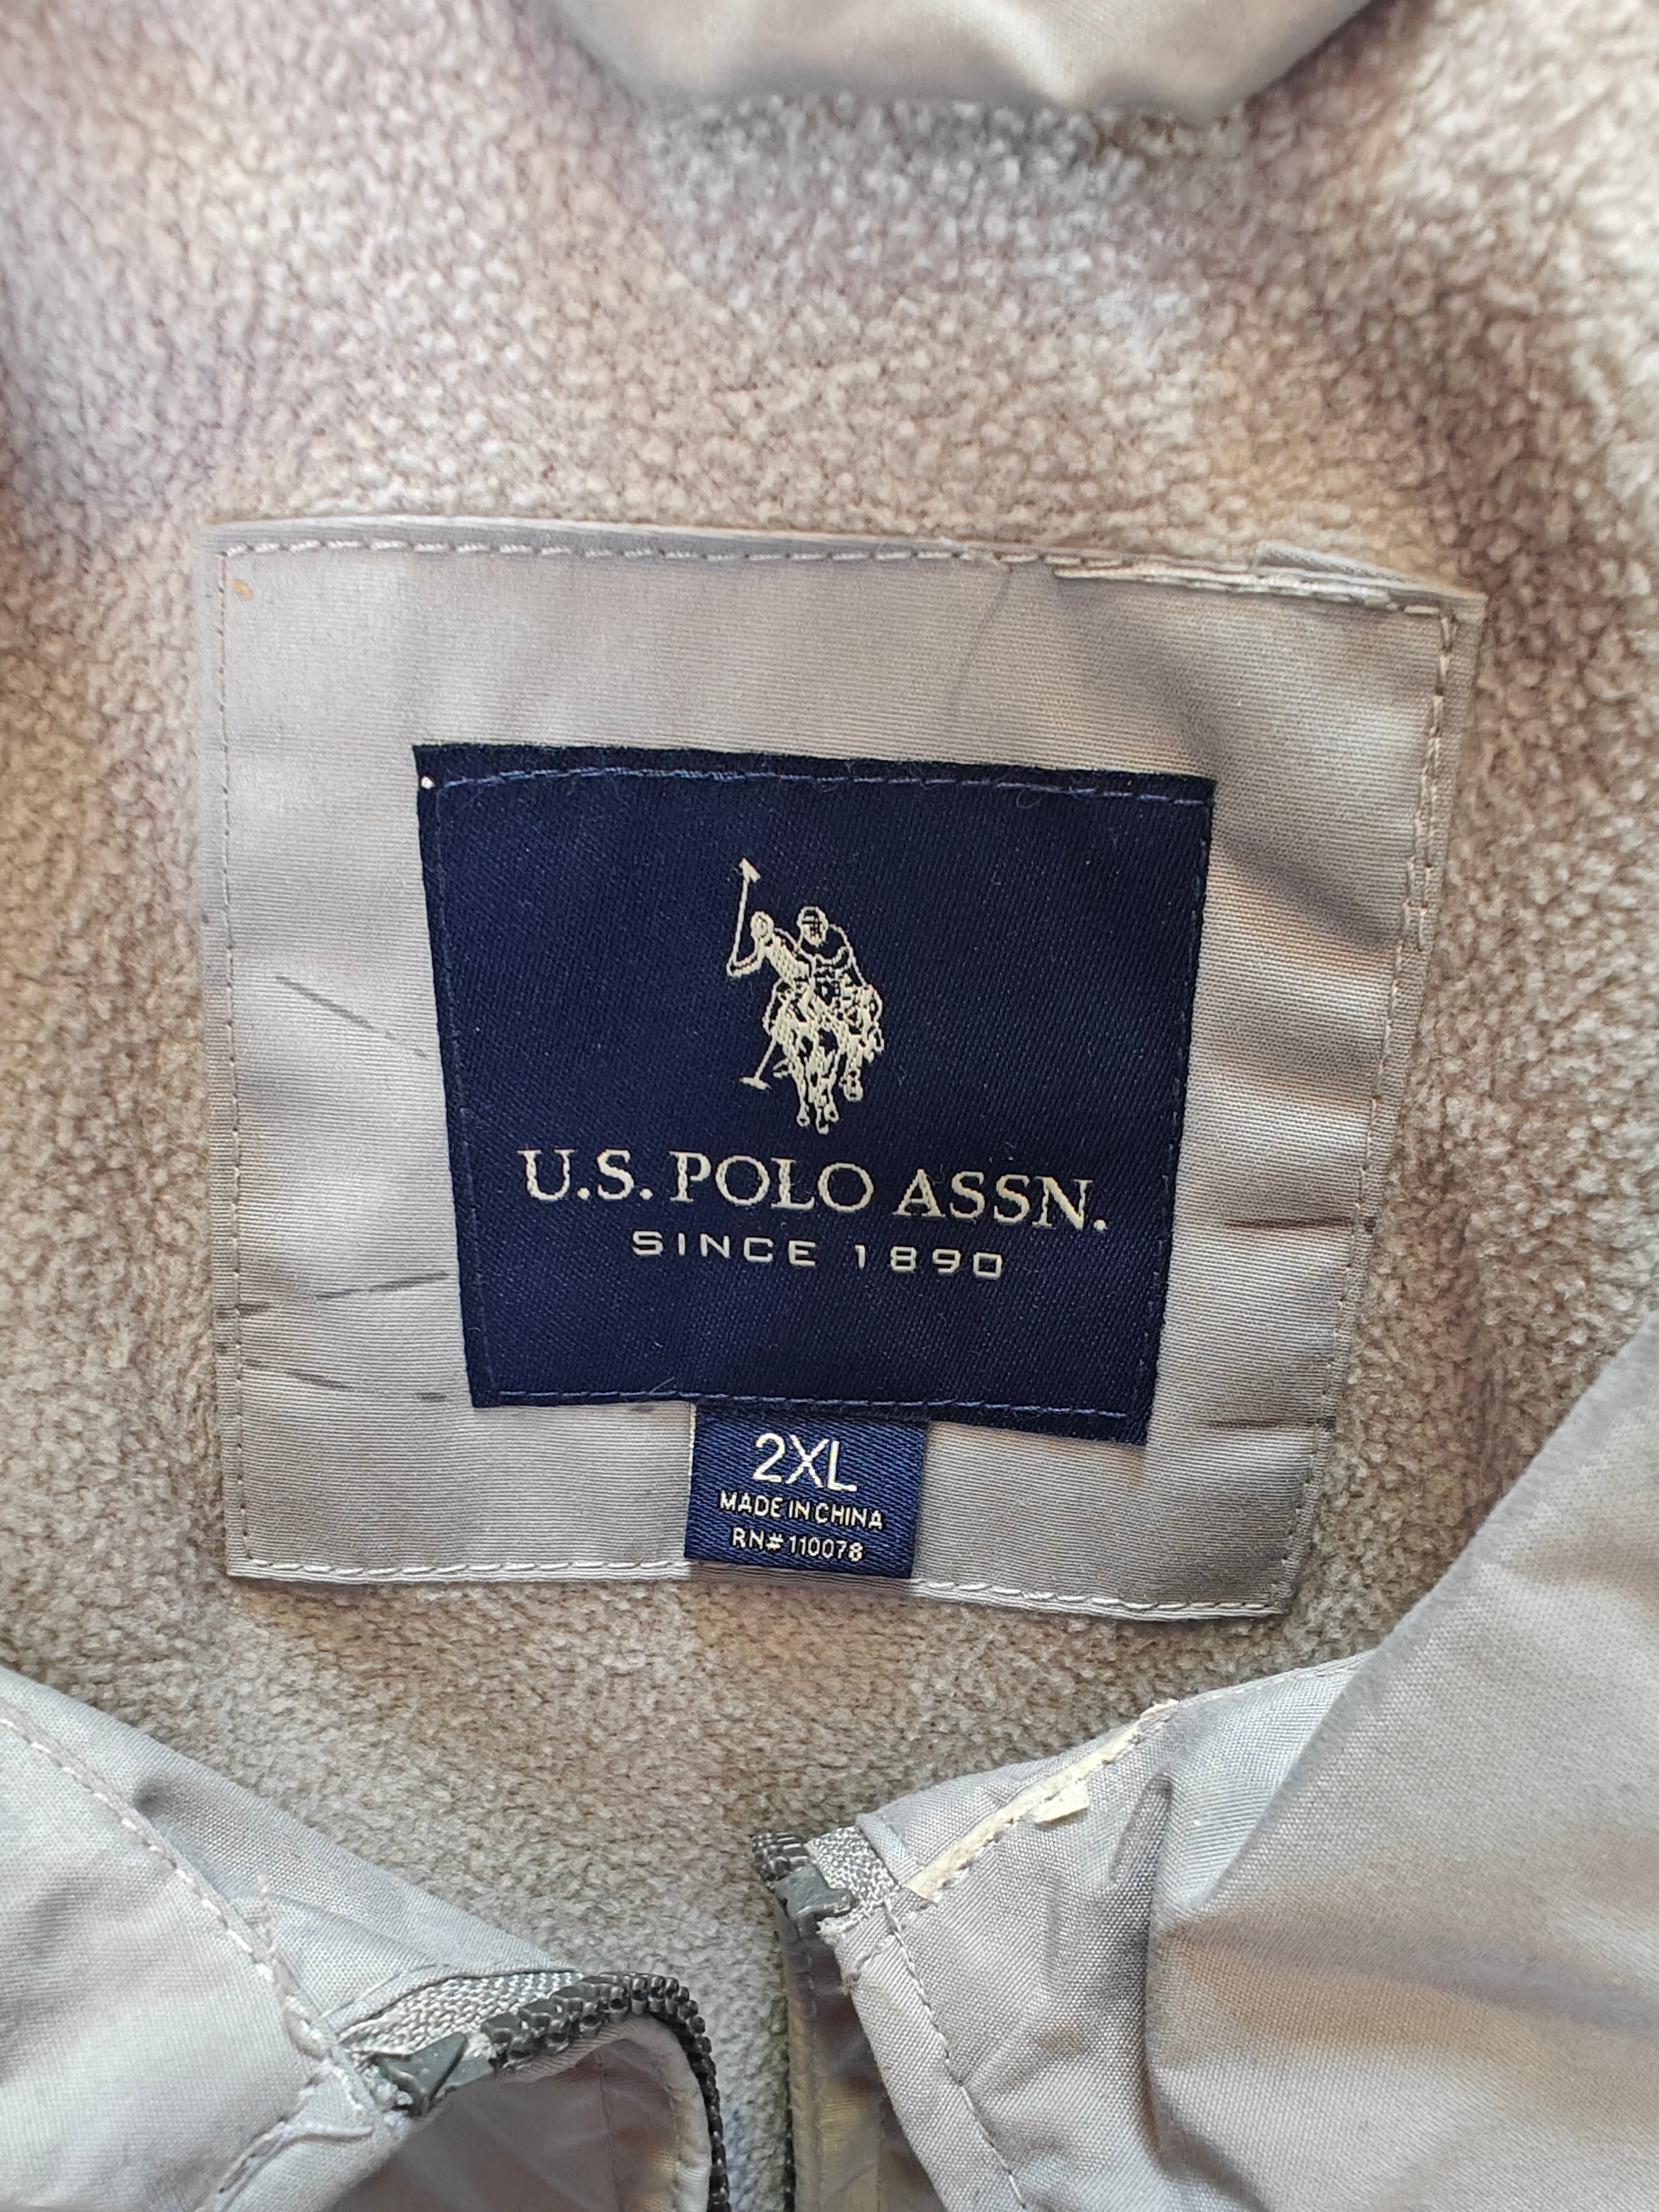 U.S. POLO ASSN.
SINCE 1890
2XL
MADE IN CHINA
RN# 110078